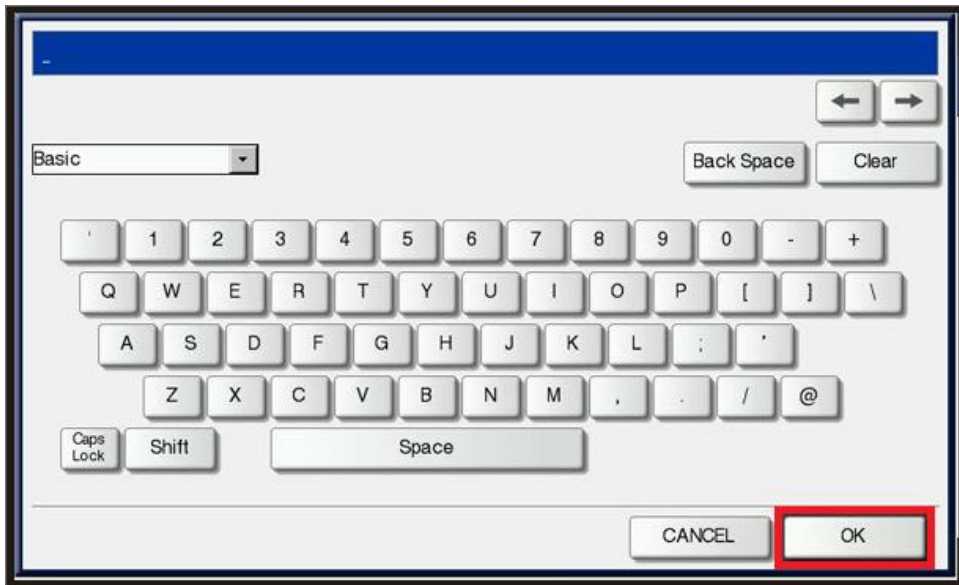 _
← →
Basic Back Space Clear
' 1 2 3 4 5 6 7 8 9 0 - +
Q W E R T Y U I O P [ ] \
A S D F G H J K L ; '
Z X C V B N M , . / @
Caps Lock Shift Space
CANCEL OK